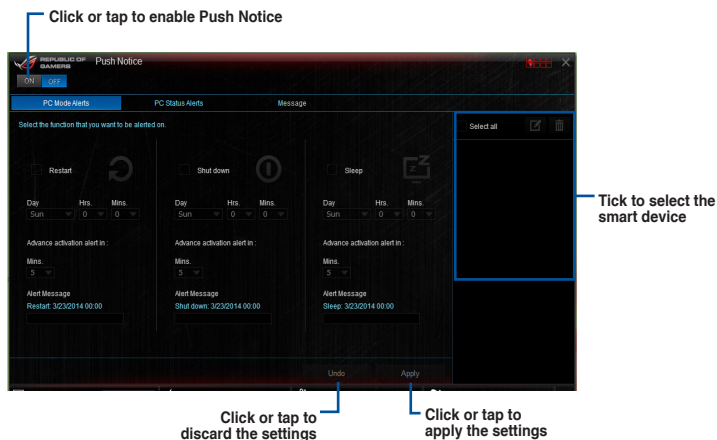 Click or tap to enable Push Notice
REPUBLIC OF
GAMERS
Push Notice
ON OFF
PC Mode Alerts PC Status Alerts Message
Select the function that you want to be alerted on.
Select all
Restart Shut down Sleep
Day Hrs. Mins. Day Hrs. Mins. Day Hrs. Mins.
Sun 0 0 Sun 0 0 Sun 0 0
Tick to select the
smart device
Advance activation alert in : Advance activation alert in : Advance activation alert in :
Mins. Mins. Mins.
5 5 5
Alert Message Alert Message Alert Message
Restart: 3/23/2014 00:00 Shut down: 3/23/2014 00:00 Sleep: 3/23/2014 00:00
Undo Apply
Click or tap to
discard the settings
Click or tap to
apply the settings